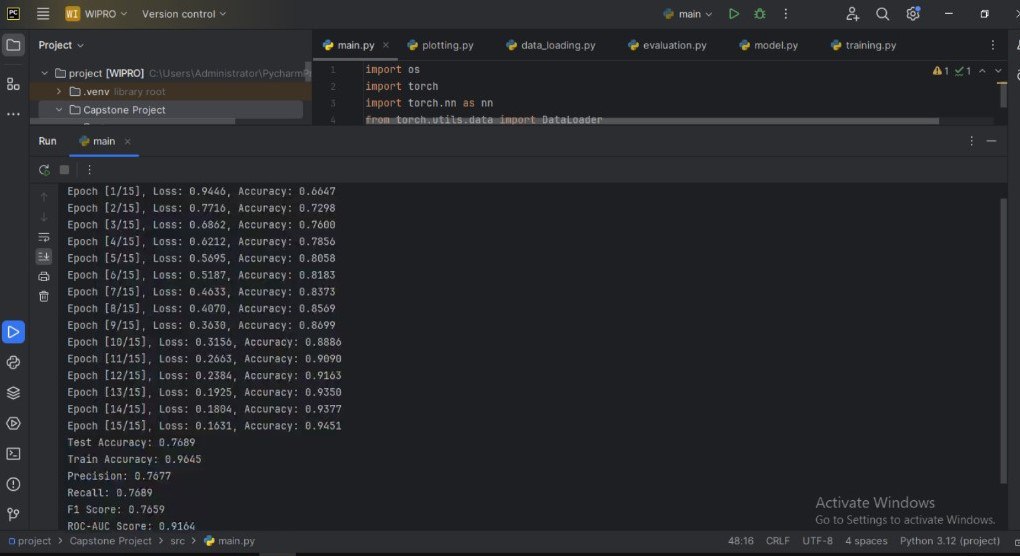 PC WI WIPRO Version control main
Project
main.py plotting.py data_loading.py evaluation.py model.py training.py
project [WIPRO] C:\Users\Administrator\PycharmPr
.venv library root
Capstone Project
1 import os
2 import torch
3 import torch.nn as nn
4 from torch.utils.data import DataLoader
1 1
Run main
Epoch [1/15], Loss: 0.9446, Accuracy: 0.6647
Epoch [2/15], Loss: 0.7716, Accuracy: 0.7298
Epoch [3/15], Loss: 0.6862, Accuracy: 0.7600
Epoch [4/15], Loss: 0.6212, Accuracy: 0.7856
Epoch [5/15], Loss: 0.5695, Accuracy: 0.8058
Epoch [6/15], Loss: 0.5187, Accuracy: 0.8183
Epoch [7/15], Loss: 0.4633, Accuracy: 0.8373
Epoch [8/15], Loss: 0.4070, Accuracy: 0.8569
Epoch [9/15], Loss: 0.3630, Accuracy: 0.8699
Epoch [10/15], Loss: 0.3156, Accuracy: 0.8886
Epoch [11/15], Loss: 0.2663, Accuracy: 0.9090
Epoch [12/15], Loss: 0.2384, Accuracy: 0.9163
Epoch [13/15], Loss: 0.1925, Accuracy: 0.9350
Epoch [14/15], Loss: 0.1804, Accuracy: 0.9377
Epoch [15/15], Loss: 0.1631, Accuracy: 0.9451
Test Accuracy: 0.7689
Train Accuracy: 0.9645
Precision: 0.7677
Recall: 0.7689
F1 Score: 0.7659
ROC-AUC Score: 0.9164
Activate Windows
Go to Settings to activate Windows.
project > Capstone Project > src > main.py 48:16 CRLF UTF-8 4 spaces Python 3.12 (project)